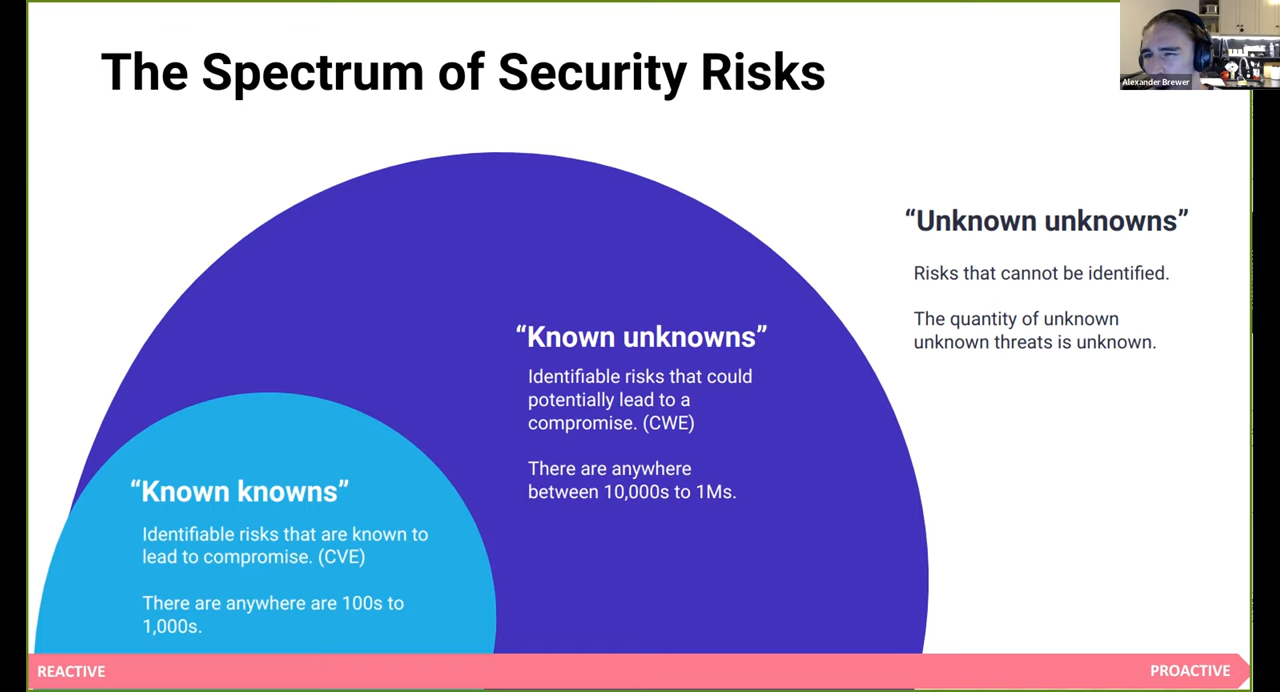 The Spectrum of Security Risks
Alexander Brewer
“Unknown unknowns”
Risks that cannot be identified.
The quantity of unknown
unknown threats is unknown.
“Known unknowns”
Identifiable risks that could
potentially lead to a
compromise. (CWE)
There are anywhere
between 10,000s to 1Ms.
“Known knowns”
Identifiable risks that are known to
lead to compromise. (CVE)
There are anywhere are 100s to
1,000s.
REACTIVE
PROACTIVE